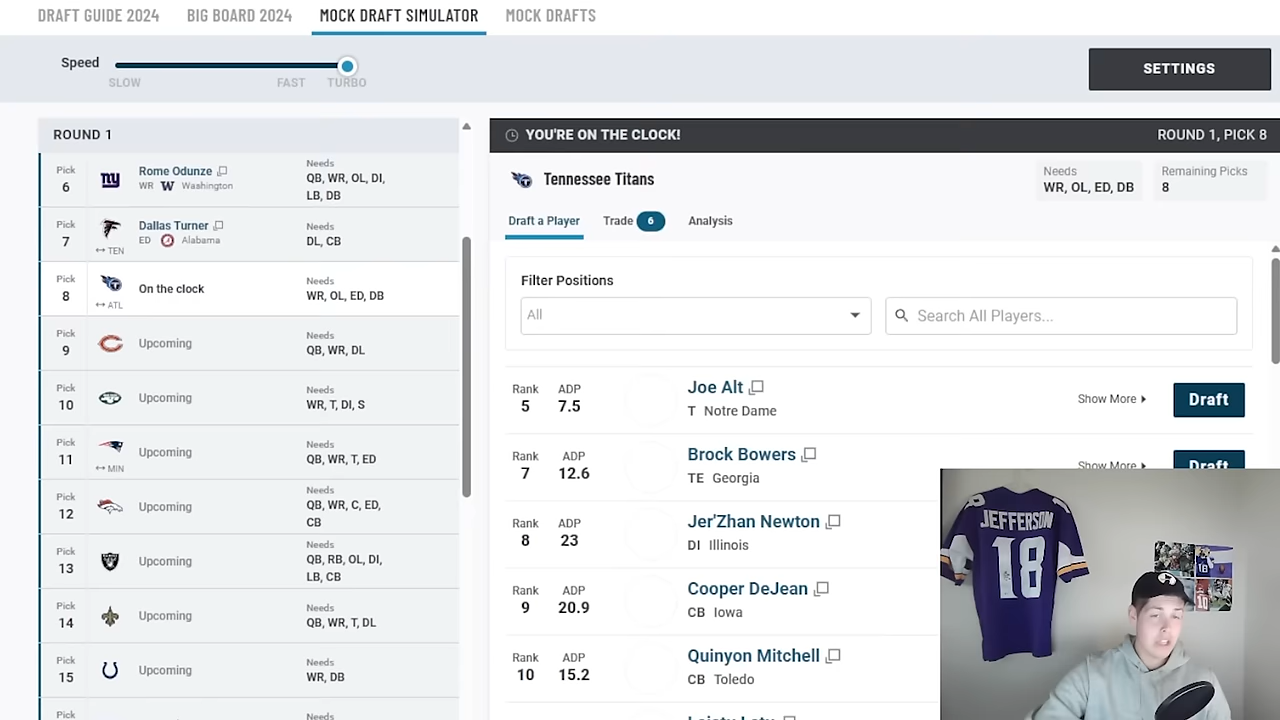 DRAFT GUIDE 2024 BIG BOARD 2024 MOCK DRAFT SIMULATOR MOCK DRAFTS
Speed
SLOW FAST TURBO
SETTINGS
ROUND 1
Pick 6
Rome Odunze
WR W Washington
Needs
QB, WR, OL, DI,
LB, DB
Pick 7
↔ TEN
Dallas Turner
ED Alabama
Needs
DL, CB
Pick 8
↔ ATL
On the clock
Needs
WR, OL, ED, DB
Pick 9
Upcoming
Needs
QB, WR, DL
Pick 10
Upcoming
Needs
WR, T, DI, S
Pick 11
↔ MIN
Upcoming
Needs
QB, WR, T, ED
Pick 12
Upcoming
Needs
QB, WR, C, ED,
CB
Pick 13
Upcoming
Needs
QB, RB, OL, DI,
LB, CB
Pick 14
Upcoming
Needs
QB, WR, T, DL
Pick 15
Upcoming
Needs
WR, DB
Pick
Needs
YOU'RE ON THE CLOCK! ROUND 1, PICK 8
Tennessee Titans
Needs
WR, OL, ED, DB
Remaining Picks
8
Draft a Player Trade 6 Analysis
Filter Positions
All
Search All Players...
Rank 5
ADP 7.5
Joe Alt
T Notre Dame
Show More
Draft
Rank 7
ADP 12.6
Brock Bowers
TE Georgia
Show More
Draft
Rank 8
ADP 23
Jer'Zhan Newton
DI Illinois
Rank 9
ADP 20.9
Cooper DeJean
CB Iowa
Rank 10
ADP 15.2
Quinyon Mitchell
CB Toledo
JEFFERSON
18